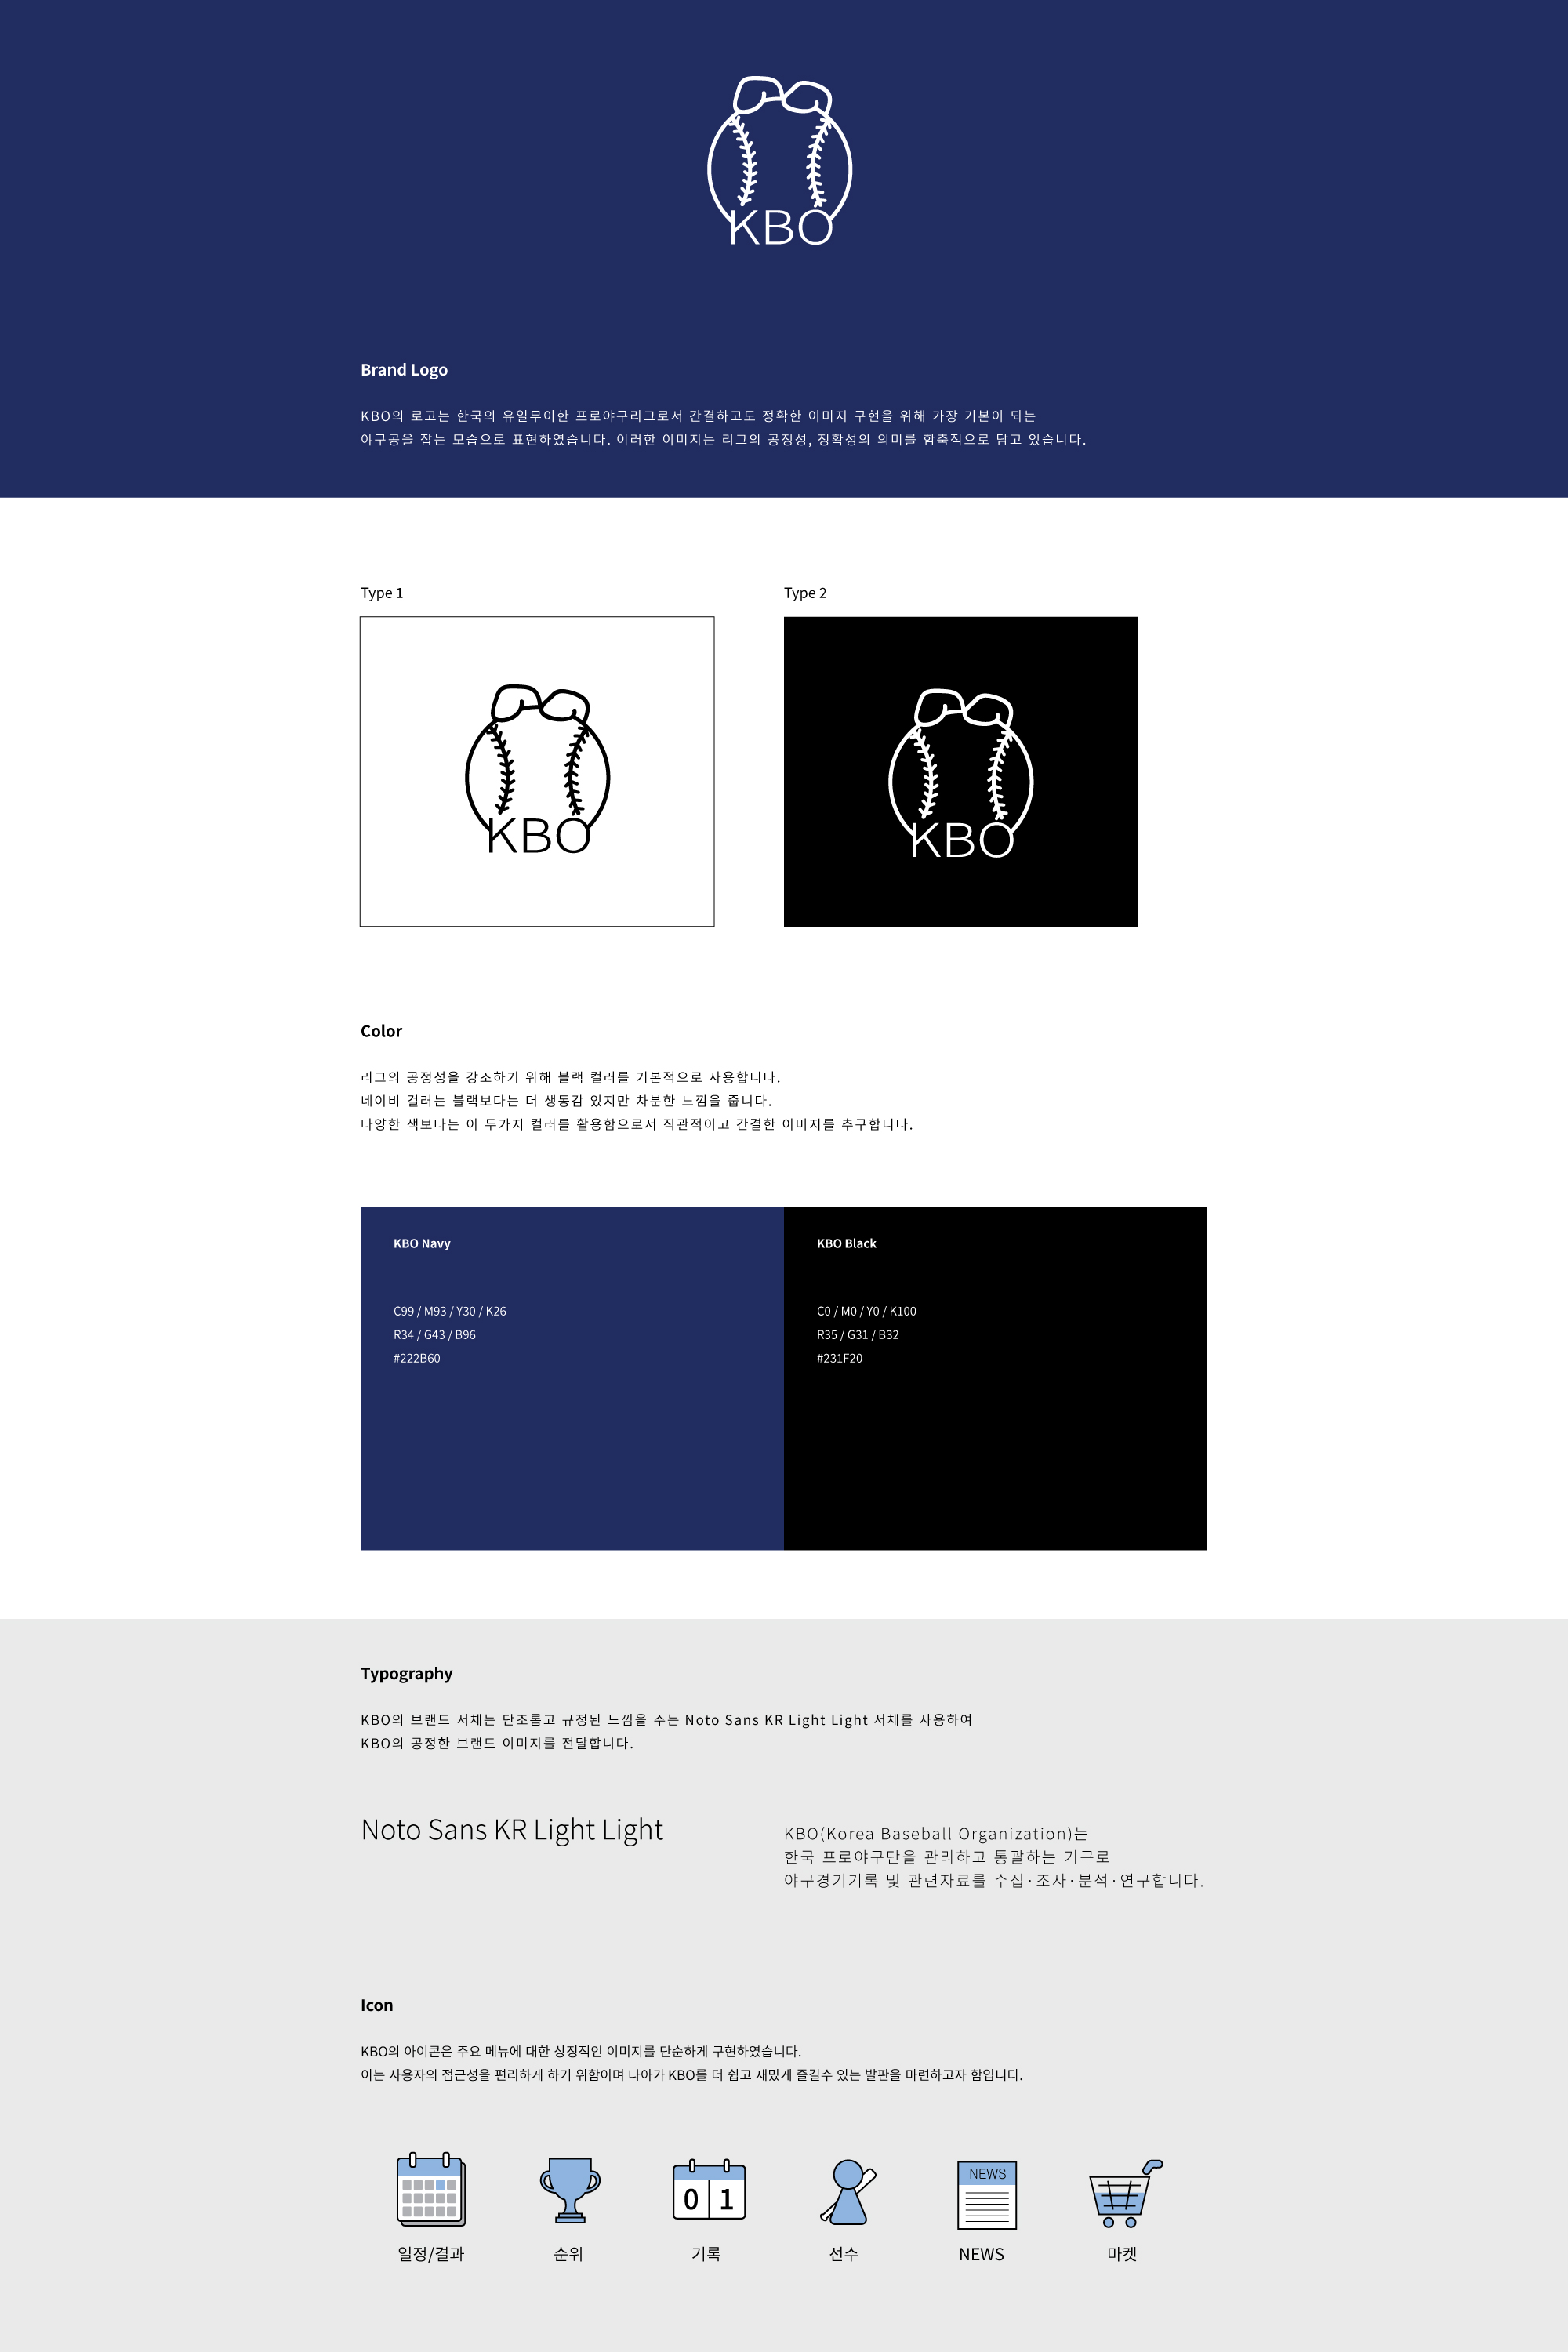 KBO
Brand Logo
KBO의 로고는 한국의 유일무이한 프로야구리그로서 간결하고도 정확한 이미지 구현을 위해 가장 기본이 되는
야구공을 잡는 모습으로 표현하였습니다. 이러한 이미지는 리그의 공정성, 정확성의 의미를 함축적으로 담고 있습니다.
Type 1
Type 2
KBO
KBO
Color
리그의 공정성을 강조하기 위해 블랙 컬러를 기본적으로 사용합니다.
네이비 컬러는 블랙보다는 더 생동감 있지만 차분한 느낌을 줍니다.
다양한 색보다는 이 두가지 컬러를 활용함으로서 직관적이고 간결한 이미지를 추구합니다.
KBO Navy
C99 / M93 / Y30 / K26
R34 / G43 / B96
#222B60
KBO Black
C0 / M0 / Y0 / K100
R35 / G31 / B32
#231F20
Typography
KBO의 브랜드 서체는 단조롭고 규정된 느낌을 주는 Noto Sans KR Light Light 서체를 사용하여
KBO의 공정한 브랜드 이미지를 전달합니다.
Noto Sans KR Light Light
KBO(Korea Baseball Organization)는
한국 프로야구단을 관리하고 통괄하는 기구로
야구경기기록 및 관련자료를 수집·조사·분석·연구합니다.
Icon
KBO의 아이콘은 주요 메뉴에 대한 상징적인 이미지를 단순하게 구현하였습니다.
이는 사용자의 접근성을 편리하게 하기 위함이며 나아가 KBO를 더 쉽고 재밌게 즐길수 있는 발판을 마련하고자 함입니다.
0 1
NEWS
일정/결과
순위
기록
선수
NEWS
마켓